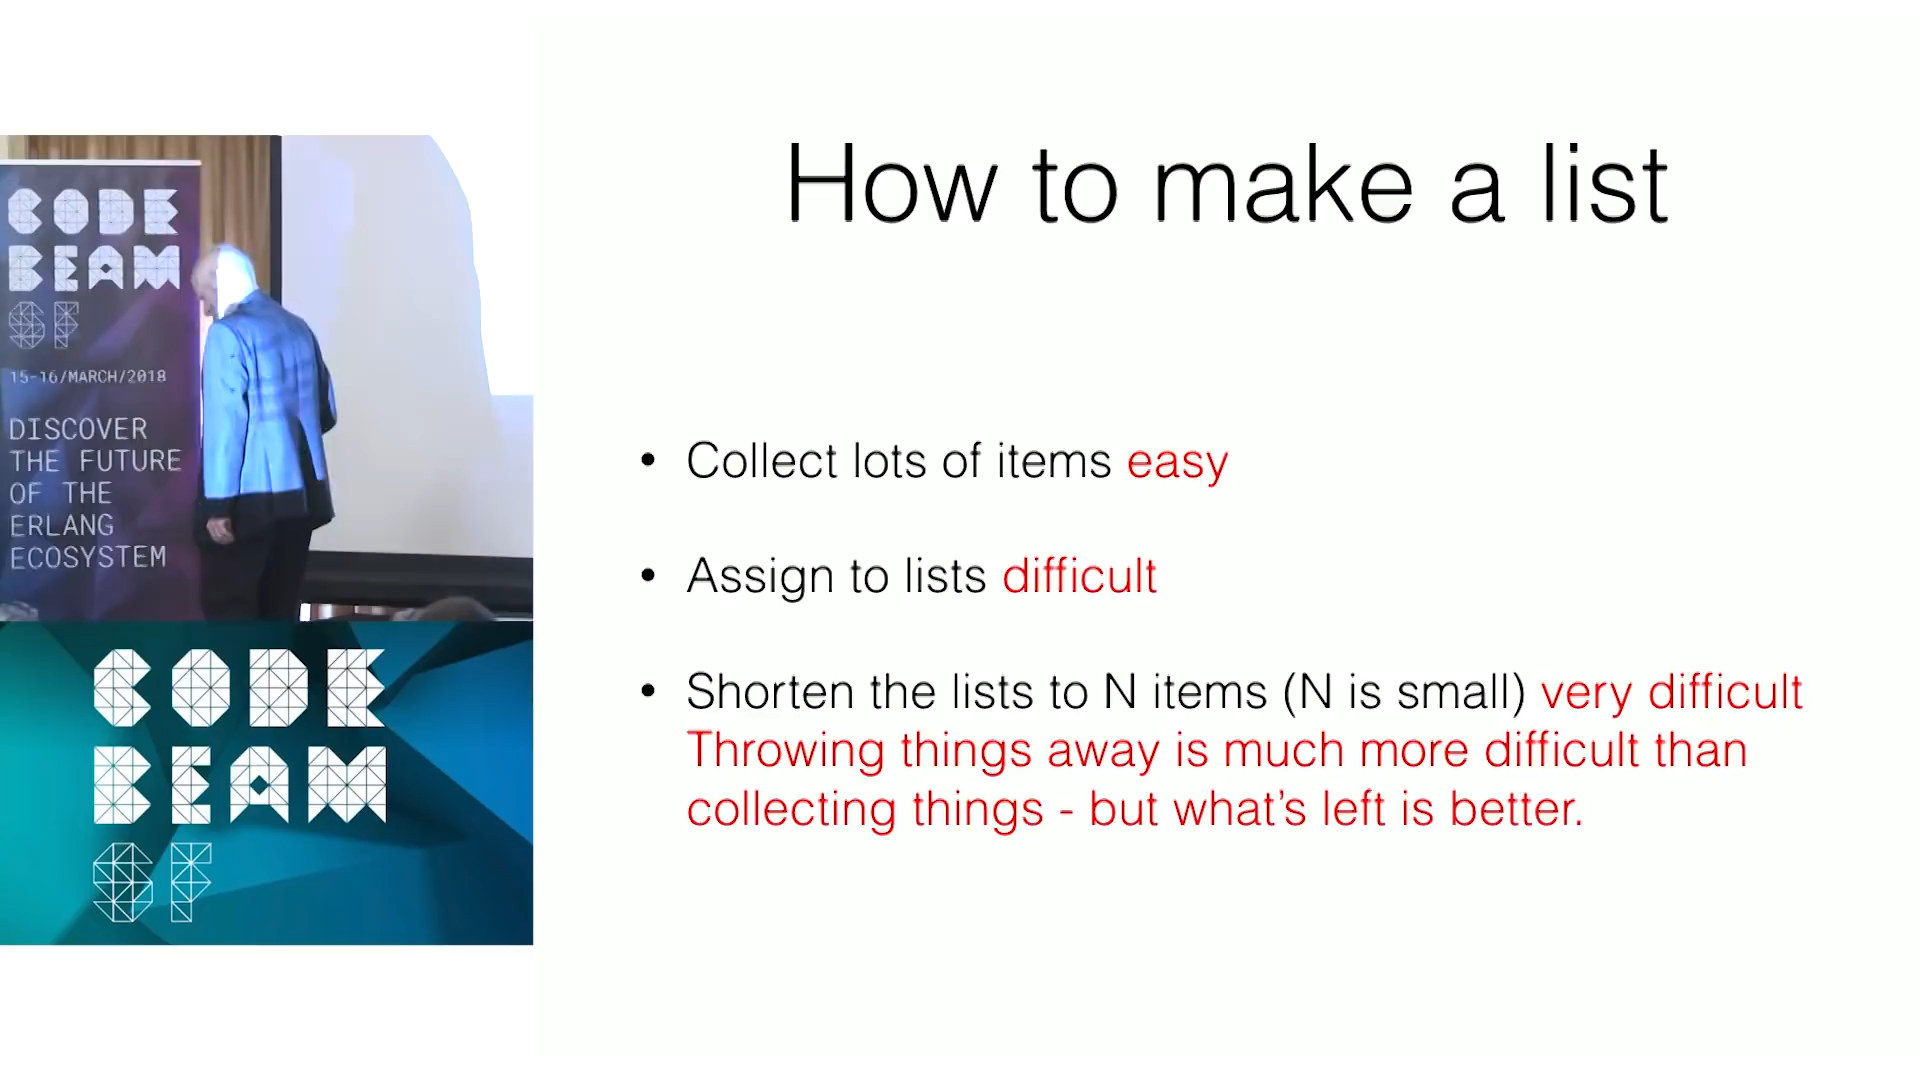 CODE
BEAM
SF
15-16/MARCH/2018
DISCOVER
THE FUTURE
OF THE
ERLANG
ECOSYSTEM
CODE
BEAM
SF
How to make a list
• Collect lots of items easy
• Assign to lists difficult
• Shorten the lists to N items (N is small) very difficult
Throwing things away is much more difficult than
collecting things - but what’s left is better.